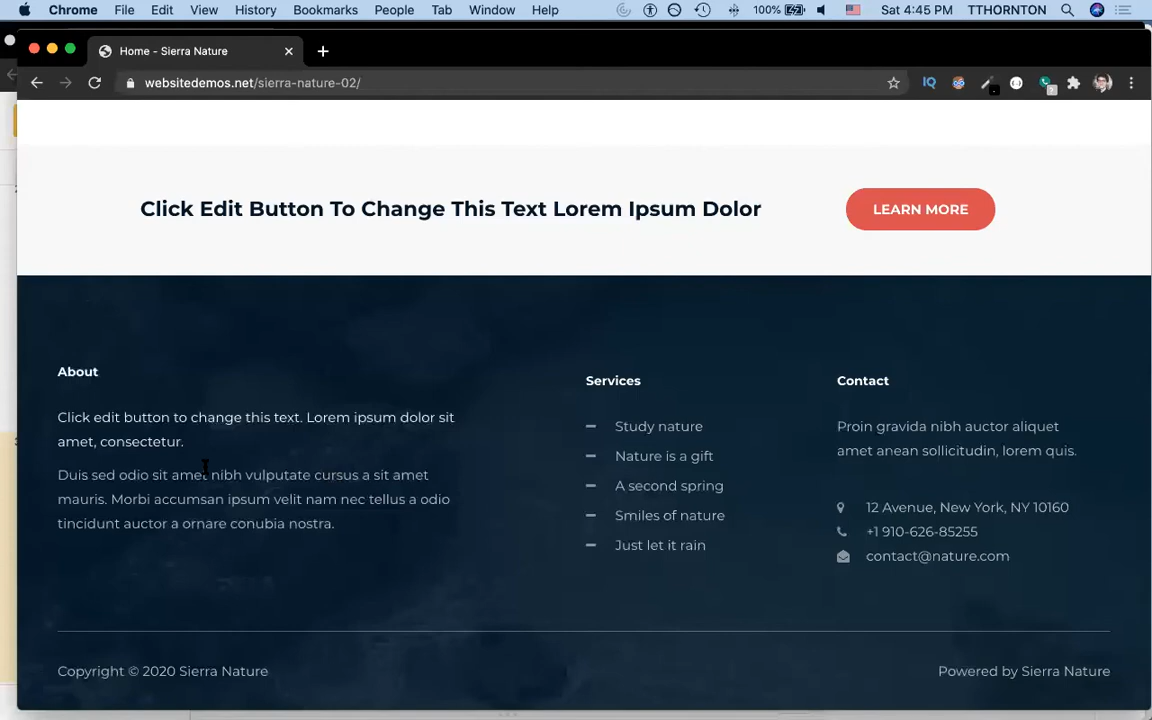 Chrome File Edit View History Bookmarks People Tab Window Help 100% Sat 4:45 PM TTHORNTON
Home - Sierra Nature
websitedemos.net/sierra-nature-02/
Click Edit Button To Change This Text Lorem Ipsum Dolor
LEARN MORE
About
Click edit button to change this text. Lorem ipsum dolor sit
amet, consectetur.
Duis sed odio sit amet nibh vulputate cursus a sit amet
mauris. Morbi accumsan ipsum velit nam nec tellus a odio
tincidunt auctor a ornare conubia nostra.
Services
Study nature
Nature is a gift
A second spring
Smiles of nature
Just let it rain
Contact
Proin gravida nibh auctor aliquet
amet anean sollicitudin, lorem quis.
12 Avenue, New York, NY 10160
+1 910-626-85255
contact@nature.com
Copyright © 2020 Sierra Nature
Powered by Sierra Nature